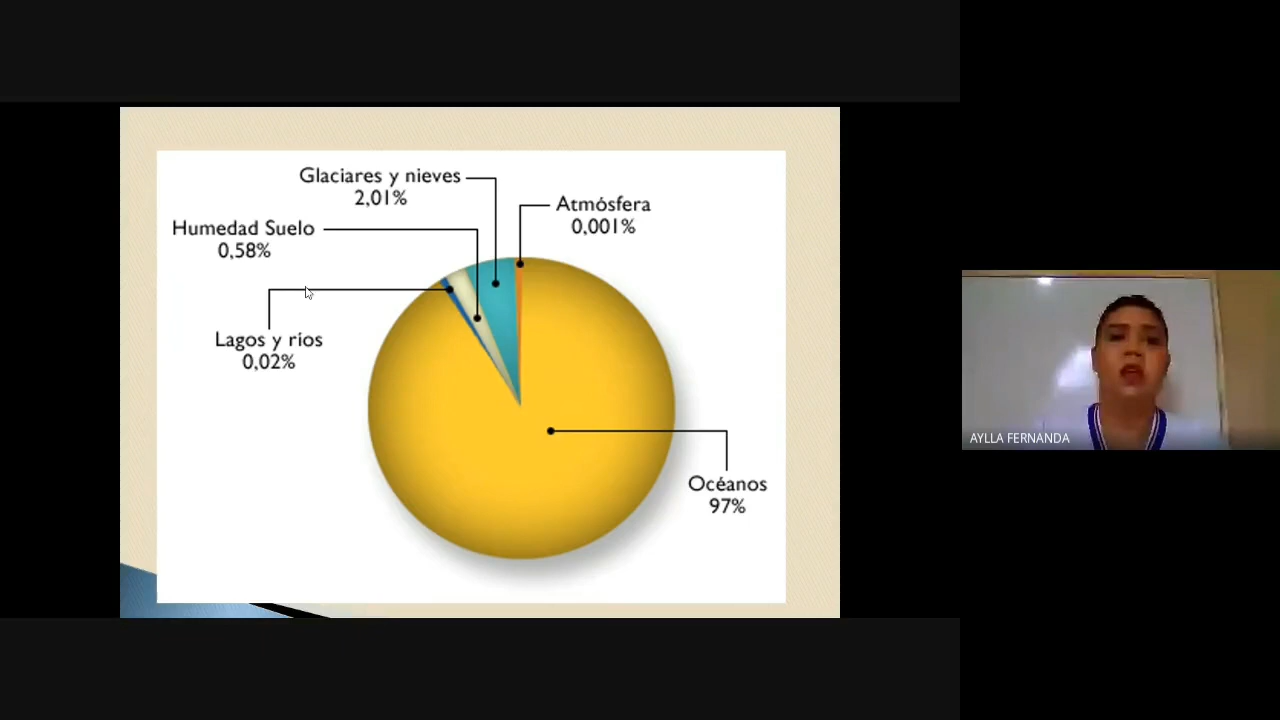 Glaciares y nieves
2,01%
Atmósfera
0,001%
Humedad Suelo
0,58%
Lagos y ríos
0,02%
Océanos
97%
AYLLA FERNANDA